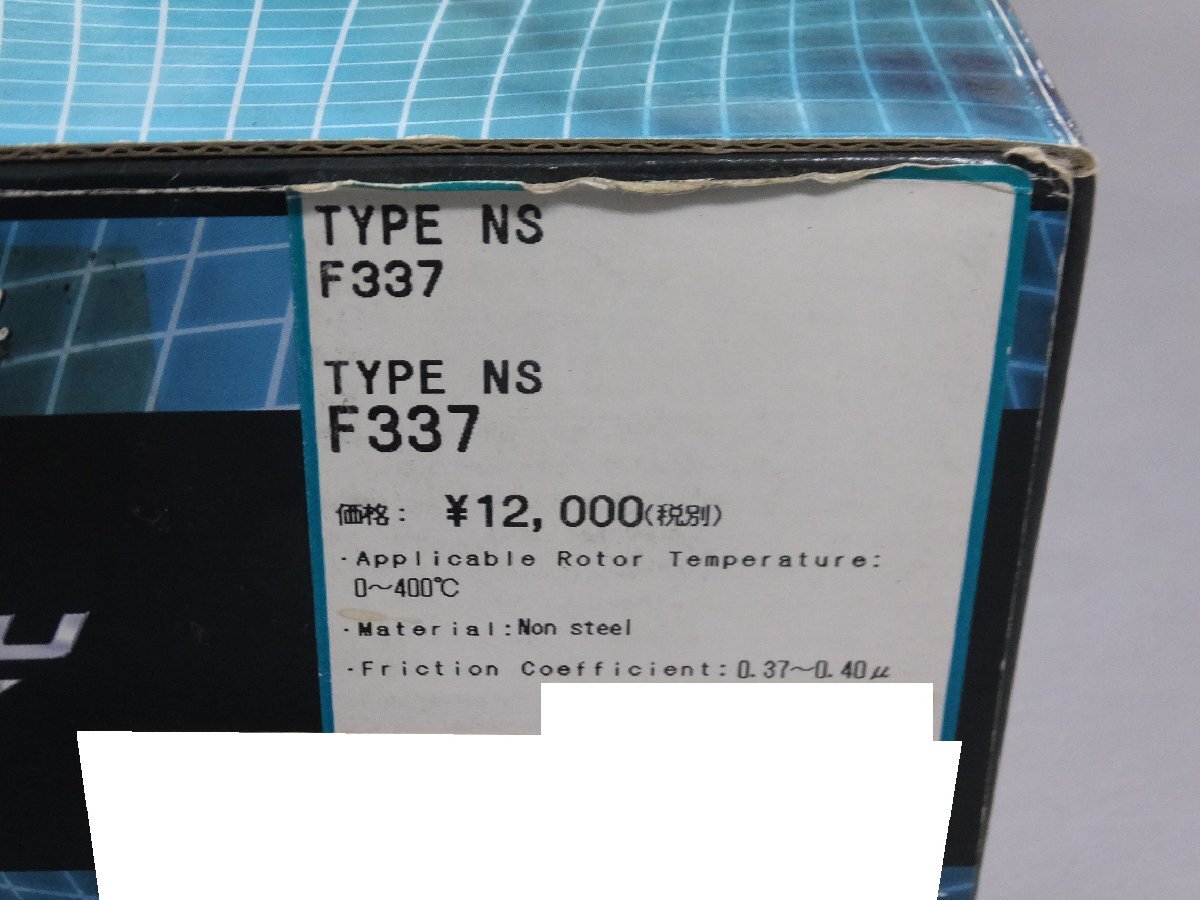 TYPE NS
F337
TYPE NS
F337
価格: ¥12,000(税別)
・Applicable Rotor Temperature:
0〜400℃
・Material:Non steel
・Friction Coefficient:0.37〜0.40μ